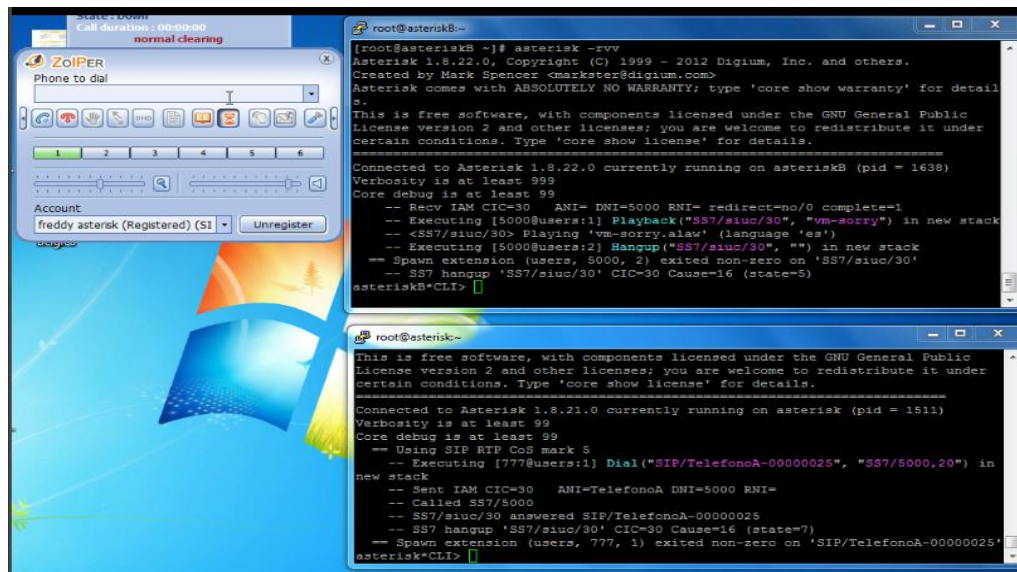 State : Down
Call duration : 00:00:00
normal clearing
ZOIPER
Phone to dial
DND
1 2 3 4 5 6
Account
freddy asterisk (Registered) (SI
Unregister
root@asteriskB:~
[root@asteriskB ~]# asterisk -rvv
Asterisk 1.8.22.0, Copyright (C) 1999 - 2012 Digium, Inc. and others.
Created by Mark Spencer <markster@digium.com>
Asterisk comes with ABSOLUTELY NO WARRANTY; type 'core show warranty' for detail
s.
This is free software, with components licensed under the GNU General Public
License version 2 and other licenses; you are welcome to redistribute it under
certain conditions. Type 'core show license' for details.
=========================================================================
Connected to Asterisk 1.8.22.0 currently running on asteriskB (pid = 1638)
Verbosity is at least 999
Core debug is at least 99
-- Recv IAM CIC=30 ANI= DNI=5000 RNI= redirect=no/0 complete=1
-- Executing [5000@users:1] Playback("SS7/siuc/30", "vm-sorry") in new stack
-- <SS7/siuc/30> Playing 'vm-sorry.alaw' (language 'es')
-- Executing [5000@users:2] Hangup("SS7/siuc/30", "") in new stack
== Spawn extension (users, 5000, 2) exited non-zero on 'SS7/siuc/30'
-- SS7 hangup 'SS7/siuc/30' CIC=30 Cause=16 (state=5)
asteriskB*CLI>
root@asterisk:~
This is free software, with components licensed under the GNU General Public
License version 2 and other licenses; you are welcome to redistribute it under
certain conditions. Type 'core show license' for details.
=========================================================================
Connected to Asterisk 1.8.21.0 currently running on asterisk (pid = 1511)
Verbosity is at least 99
Core debug is at least 99
== Using SIP RTP CoS mark 5
-- Executing [777@users:1] Dial("SIP/TelefonoA-00000025", "SS7/5000,20") in
new stack
-- Sent IAM CIC=30 ANI=TelefonoA DNI=5000 RNI=
-- Called SS7/5000
-- SS7/siuc/30 answered SIP/TelefonoA-00000025
-- SS7 hangup 'SS7/siuc/30' CIC=30 Cause=16 (state=7)
== Spawn extension (users, 777, 1) exited non-zero on 'SIP/TelefonoA-00000025'
asterisk*CLI>